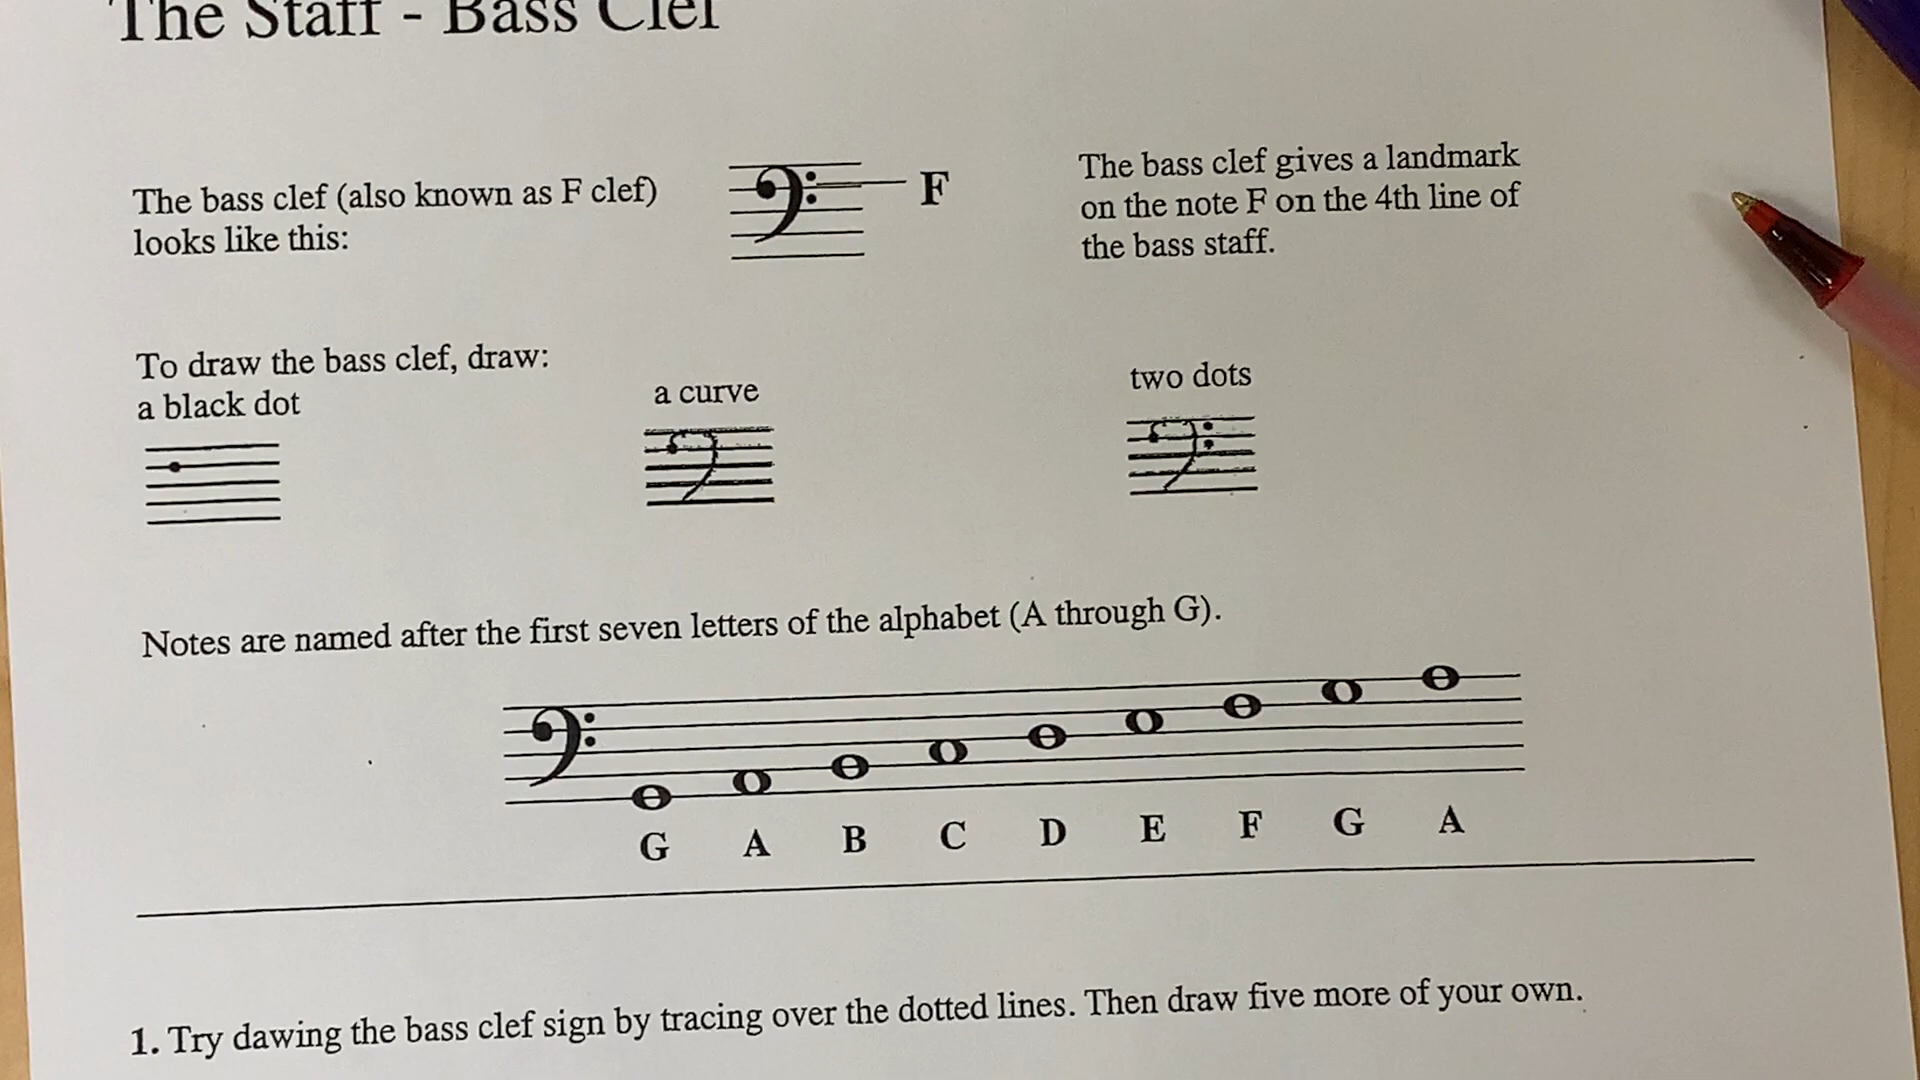 The Staff - Bass Clef
The bass clef (also known as F clef)
looks like this:
F
The bass clef gives a landmark
on the note F on the 4th line of
the bass staff.
To draw the bass clef, draw:
a black dot
a curve
two dots
Notes are named after the first seven letters of the alphabet (A through G).
G A B C D E F G A
1. Try dawing the bass clef sign by tracing over the dotted lines. Then draw five more of your own.